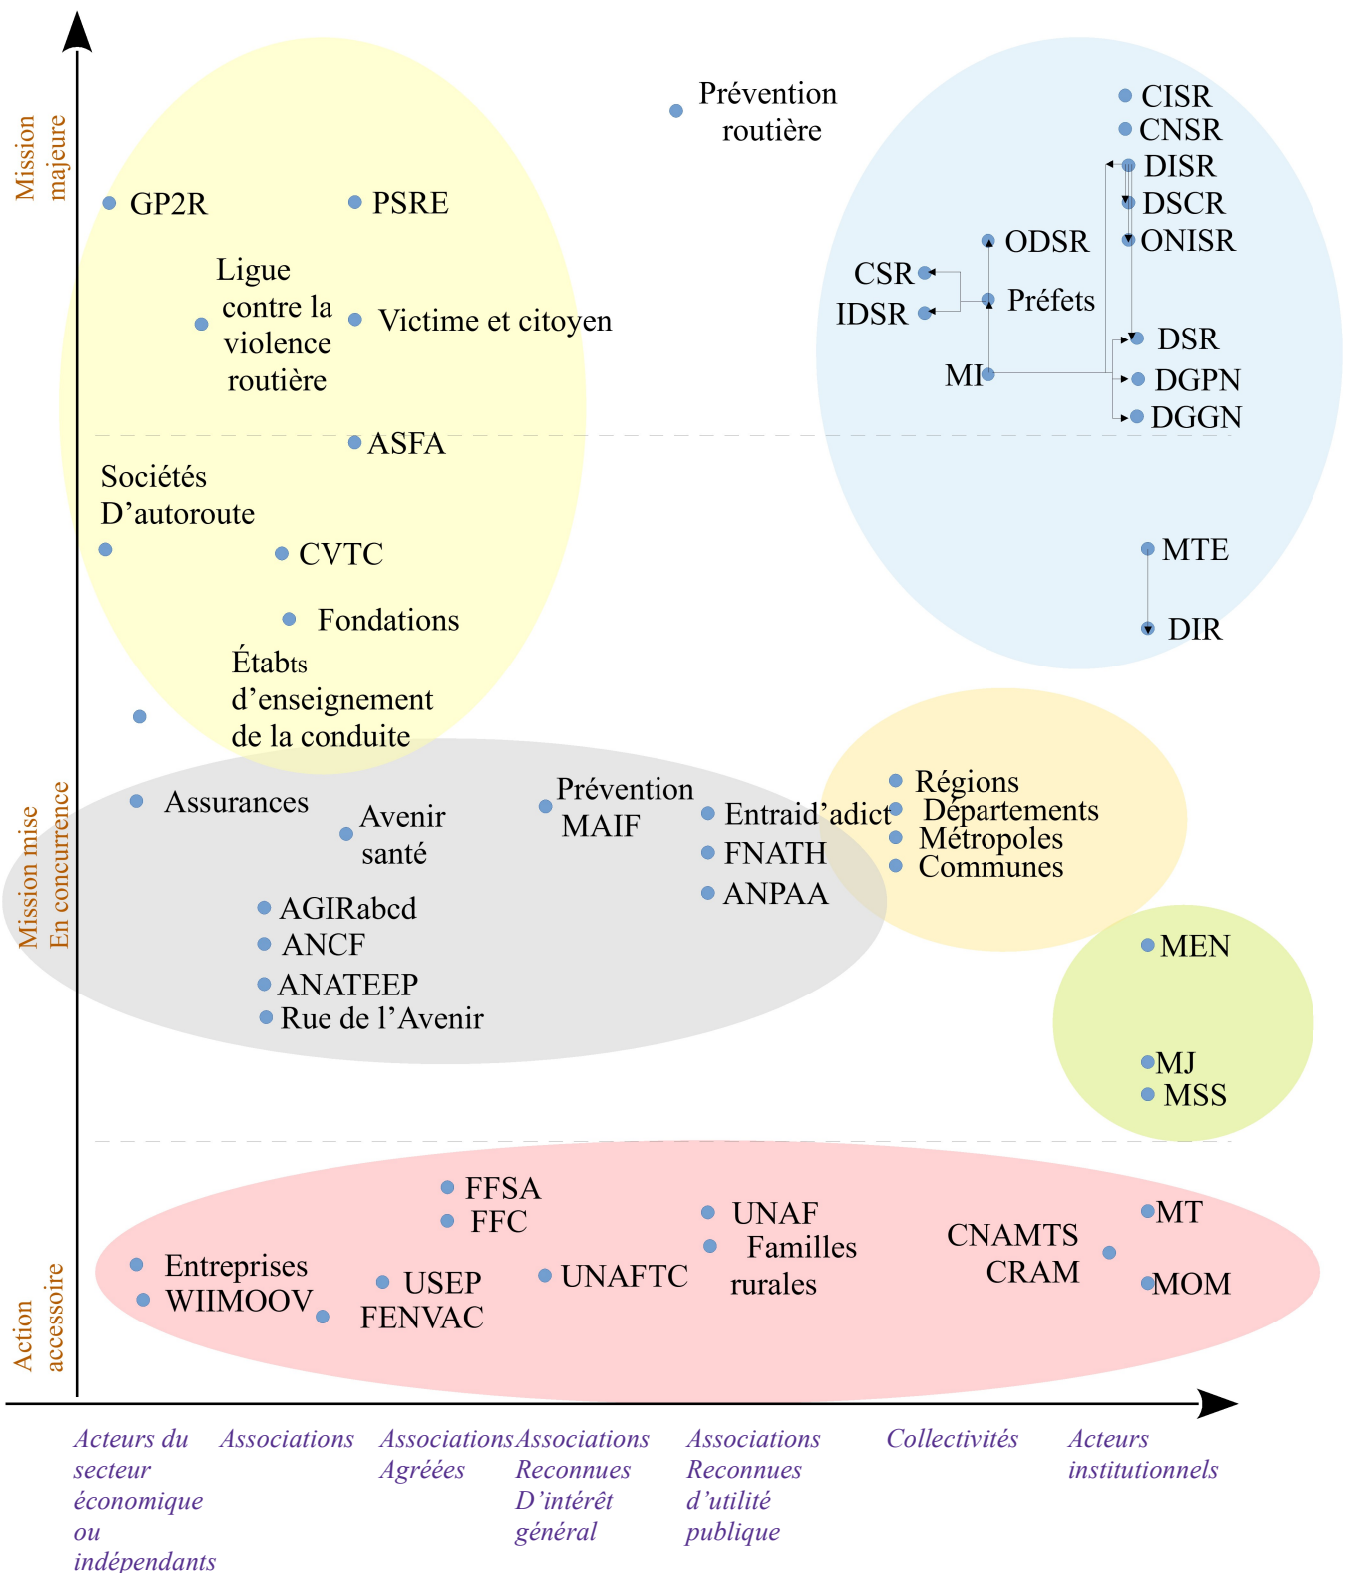 Mission
majeure
Prévention
routière
CISR
CNSR
DISR
DSCR
ONISR
GP2R
PSRE
ODSR
Ligue
contre la
violence
routière
CSR
IDSR
Préfets
Victime et citoyen
DSR
MI
DGPN
DGGN
ASFA
Sociétés
D’autoroute
CVTC
MTE
Fondations
DIR
Établts
d’enseignement
de la conduite
Mission mise
En concurrence
Assurances
Avenir
santé
Prévention
MAIF
Entraid’adict
FNATH
ANPAA
Régions
Départements
Métropoles
Communes
AGIRabcd
ANCF
ANATEEP
Rue de l’Avenir
MEN
MJ
MSS
Action
accessoire
FFSA
FFC
UNAF
Familles
rurales
MT
CNAMTS
CRAM
MOM
Entreprises
WIIMOOV
USEP
FENVAC
UNAFTC
Acteurs du
secteur
économique
ou
indépendants
Associations
Associations
Agréées
Associations
Reconnues
D’intérêt
général
Associations
Reconnues
d’utilité
publique
Collectivités
Acteurs
institutionnels